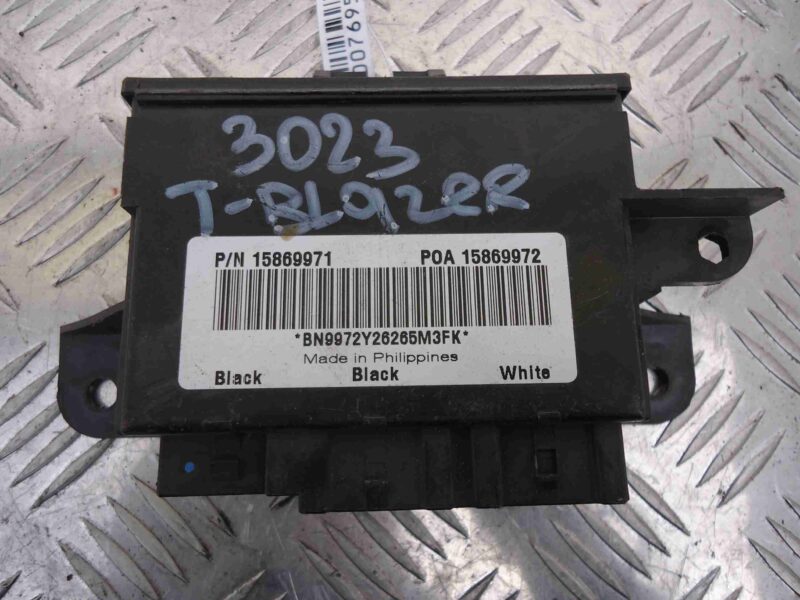 3023
T-BLAZER
P/N 15869971 POA 15869972
*BN9972Y26265M3FK*
Made in Philippines
Black Black White